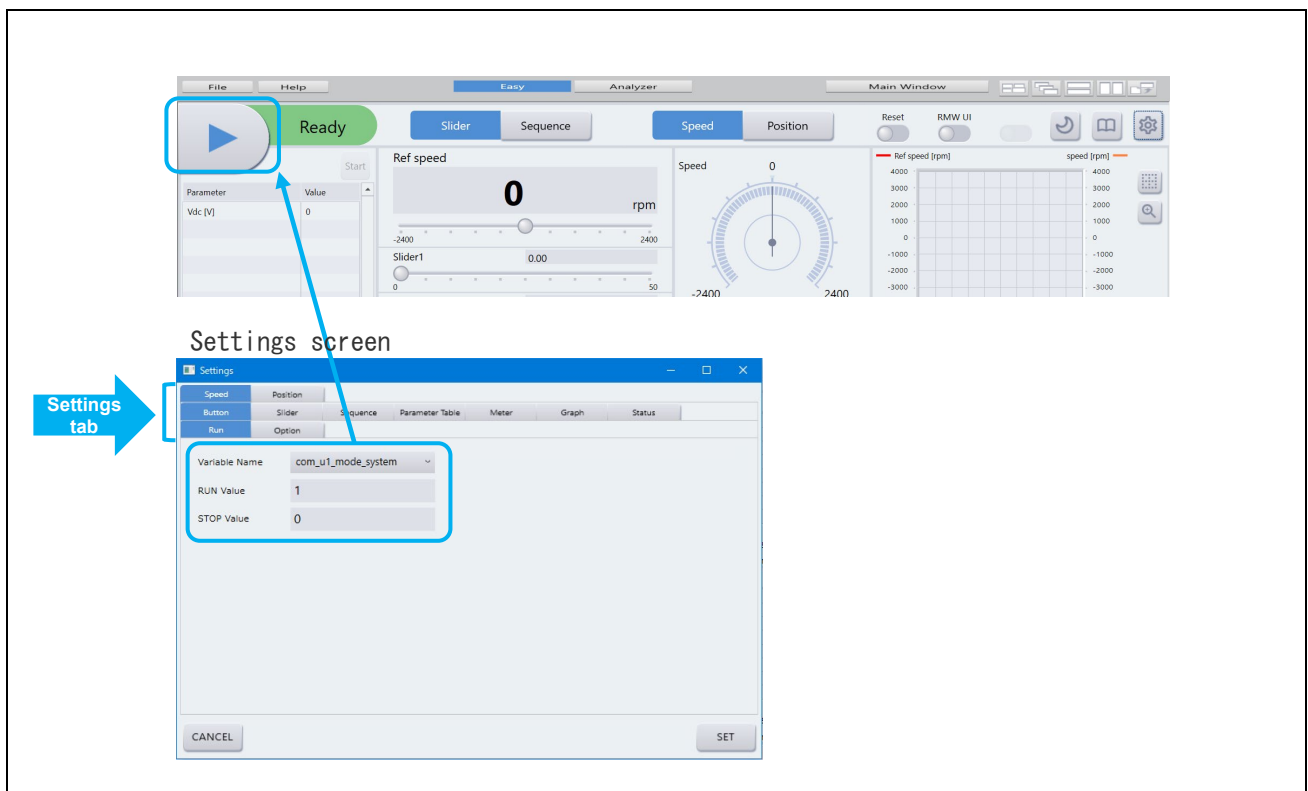 File Help Easy Analyzer Main Window
Ready Slider Sequence Speed Position Reset RMW UI
Start
Parameter Value
Vdc [V] 0
Ref speed
0 rpm
-2400 2400
Slider1 0.00
0 50
Speed 0
-2400 2400
Ref speed [rpm] speed [rpm]
4000 4000
3000 3000
2000 2000
1000 1000
0 0
-1000 -1000
-2000 -2000
-3000 -3000
Settings screen
Settings
Settings
tab
Speed Position
Button Slider Sequence Parameter Table Meter Graph Status
Run Option
Variable Name com_u1_mode_system
RUN Value 1
STOP Value 0
CANCEL SET